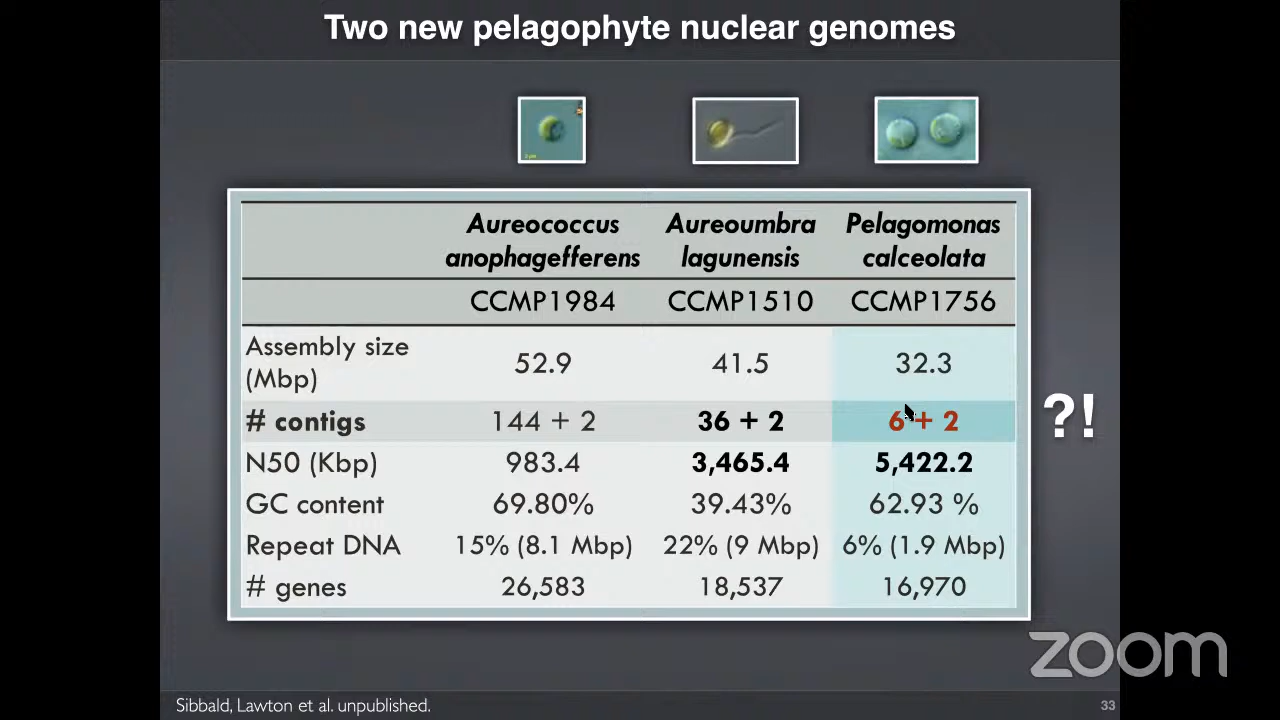 Two new pelagophyte nuclear genomes
Aureococcus anophagefferens Aureoumbra lagunensis Pelagomonas calceolata
CCMP1984 CCMP1510 CCMP1756
Assembly size (Mbp) 52.9 41.5 32.3
# contigs 144 + 2 36 + 2 6 + 2 ?!
N50 (Kbp) 983.4 3,465.4 5,422.2
GC content 69.80% 39.43% 62.93 %
Repeat DNA 15% (8.1 Mbp) 22% (9 Mbp) 6% (1.9 Mbp)
# genes 26,583 18,537 16,970
zoom
Sibbald, Lawton et al. unpublished. 33